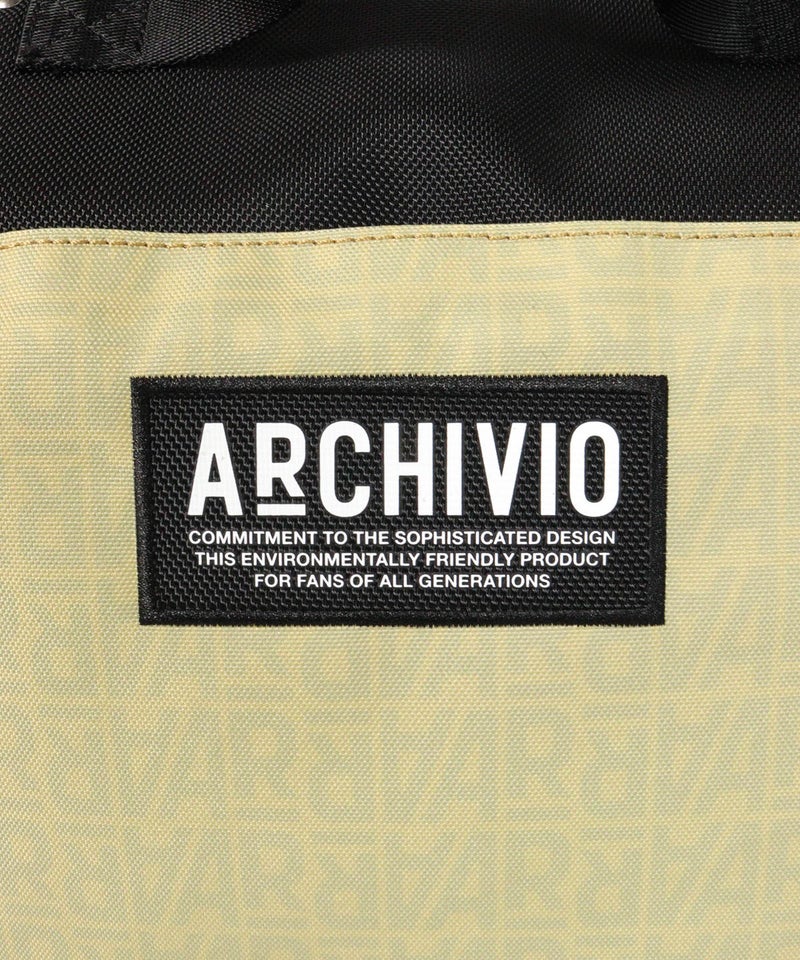 ARCHIVIO
COMMITMENT TO THE SOPHISTICATED DESIGN
THIS ENVIRONMENTALLY FRIENDLY PRODUCT
FOR FANS OF ALL GENERATIONS